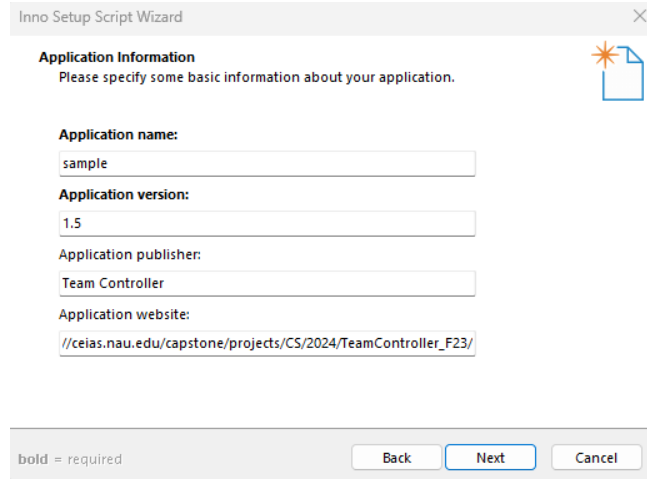 Inno Setup Script Wizard
Application Information
Please specify some basic information about your application.
Application name:
sample
Application version:
1.5
Application publisher:
Team Controller
Application website:
//ceias.nau.edu/capstone/projects/CS/2024/TeamController_F23/
bold = required
Back
Next
Cancel